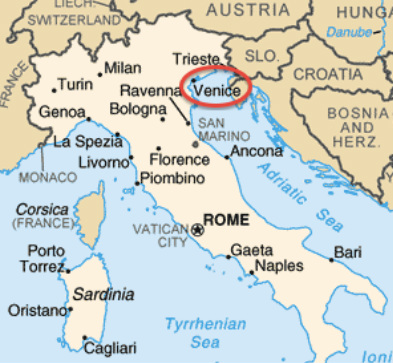 LIECH.
AUSTRIA
HUNGA
SWITZERLAND
Danube
Trieste
SLO.
Milan
CROATIA
FRANCE
Turin
Venice
Ravenna
Genoa
Bologna
BOSNIA
AND
HERZ.
SAN
MARINO
La Spezia
Livorno
Florence
Ancona
MONACO
Piombino
Adriatic Sea
Corsica
(FRANCE)
ROME
VATICAN
CITY
Porto
Torrez
Gaeta
Bari
Naples
Sardinia
Oristano
Tyrrhenian
Sea
Cagliari
Ioni